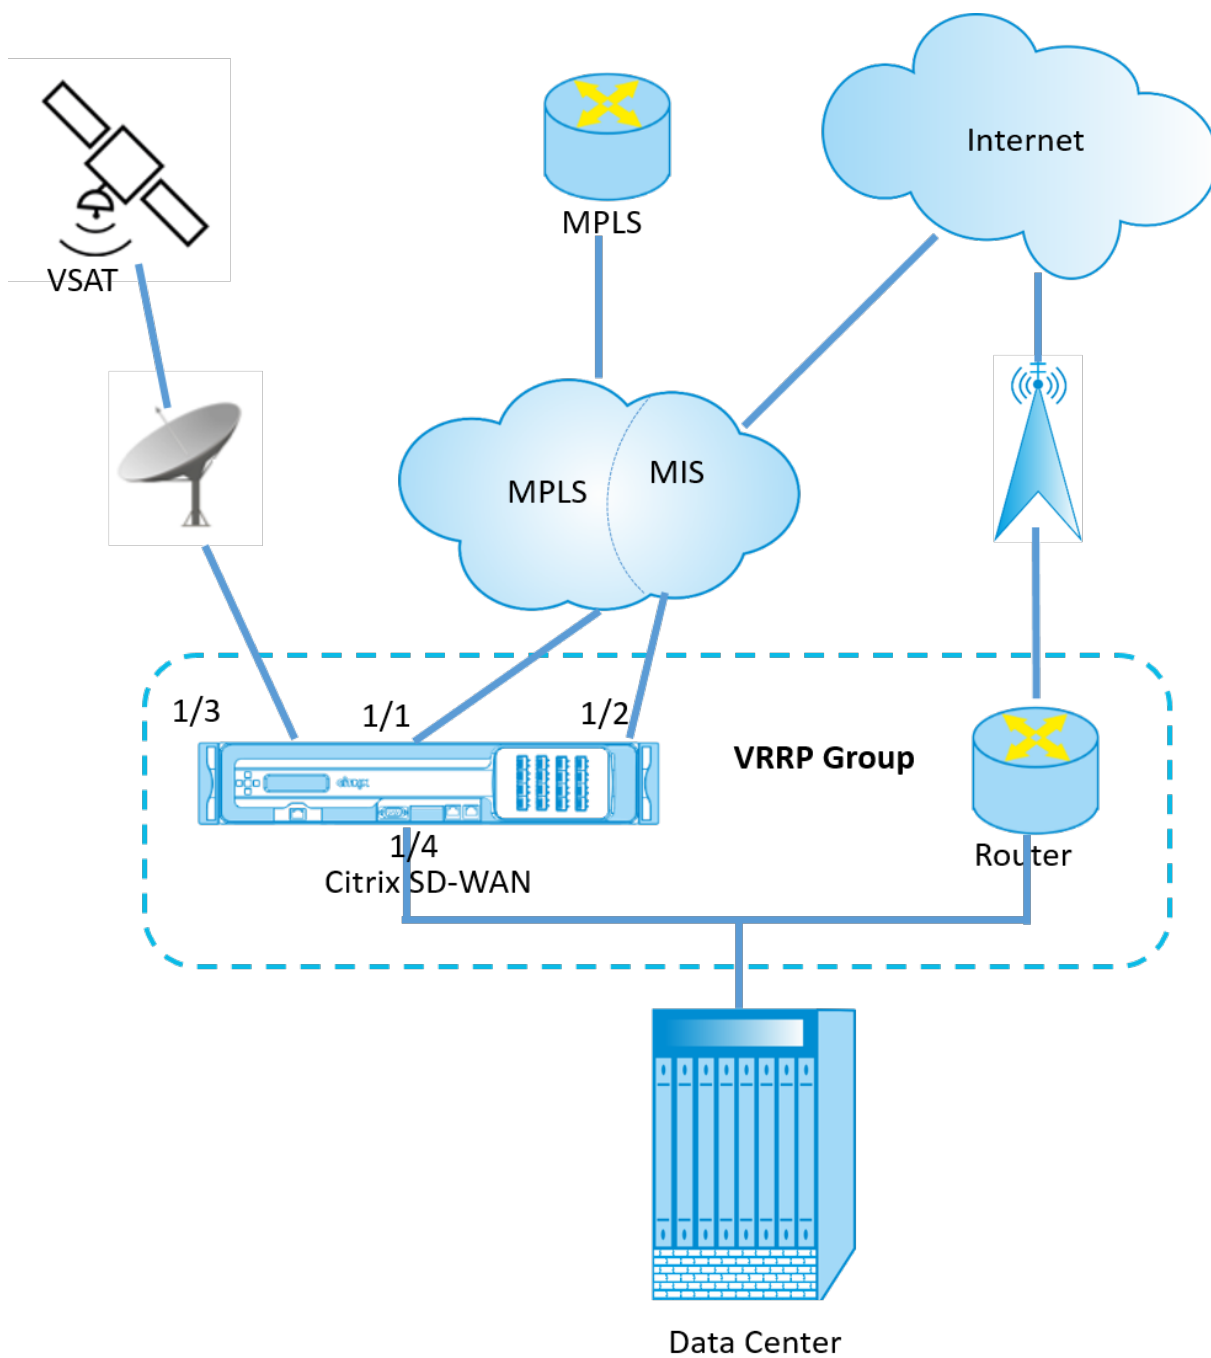 Internet
MPLS
VSAT
MPLS
MIS
1/3
1/1
1/2
VRRP Group
citrix
1/4
Citrix SD-WAN
Router
Data Center